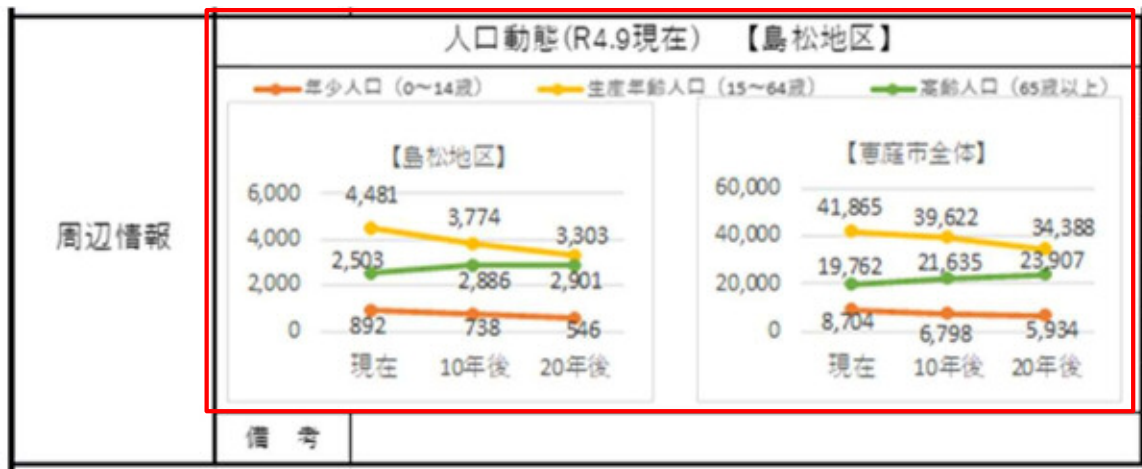 人口動態(R4.9現在) 【島松地区】
年少人口（0～14歳） 生産年齢人口（15～64歳） 高齢人口（65歳以上）
周辺情報
【島松地区】
6,000
4,000
2,000
0
4,481 3,774 3,303
2,503 2,886 2,901
892 738 546
現在 10年後 20年後
【恵庭市全体】
60,000
40,000
20,000
0
41,865 39,622 34,388
19,762 21,635 23,907
8,704 6,798 5,934
現在 10年後 20年後
備 考